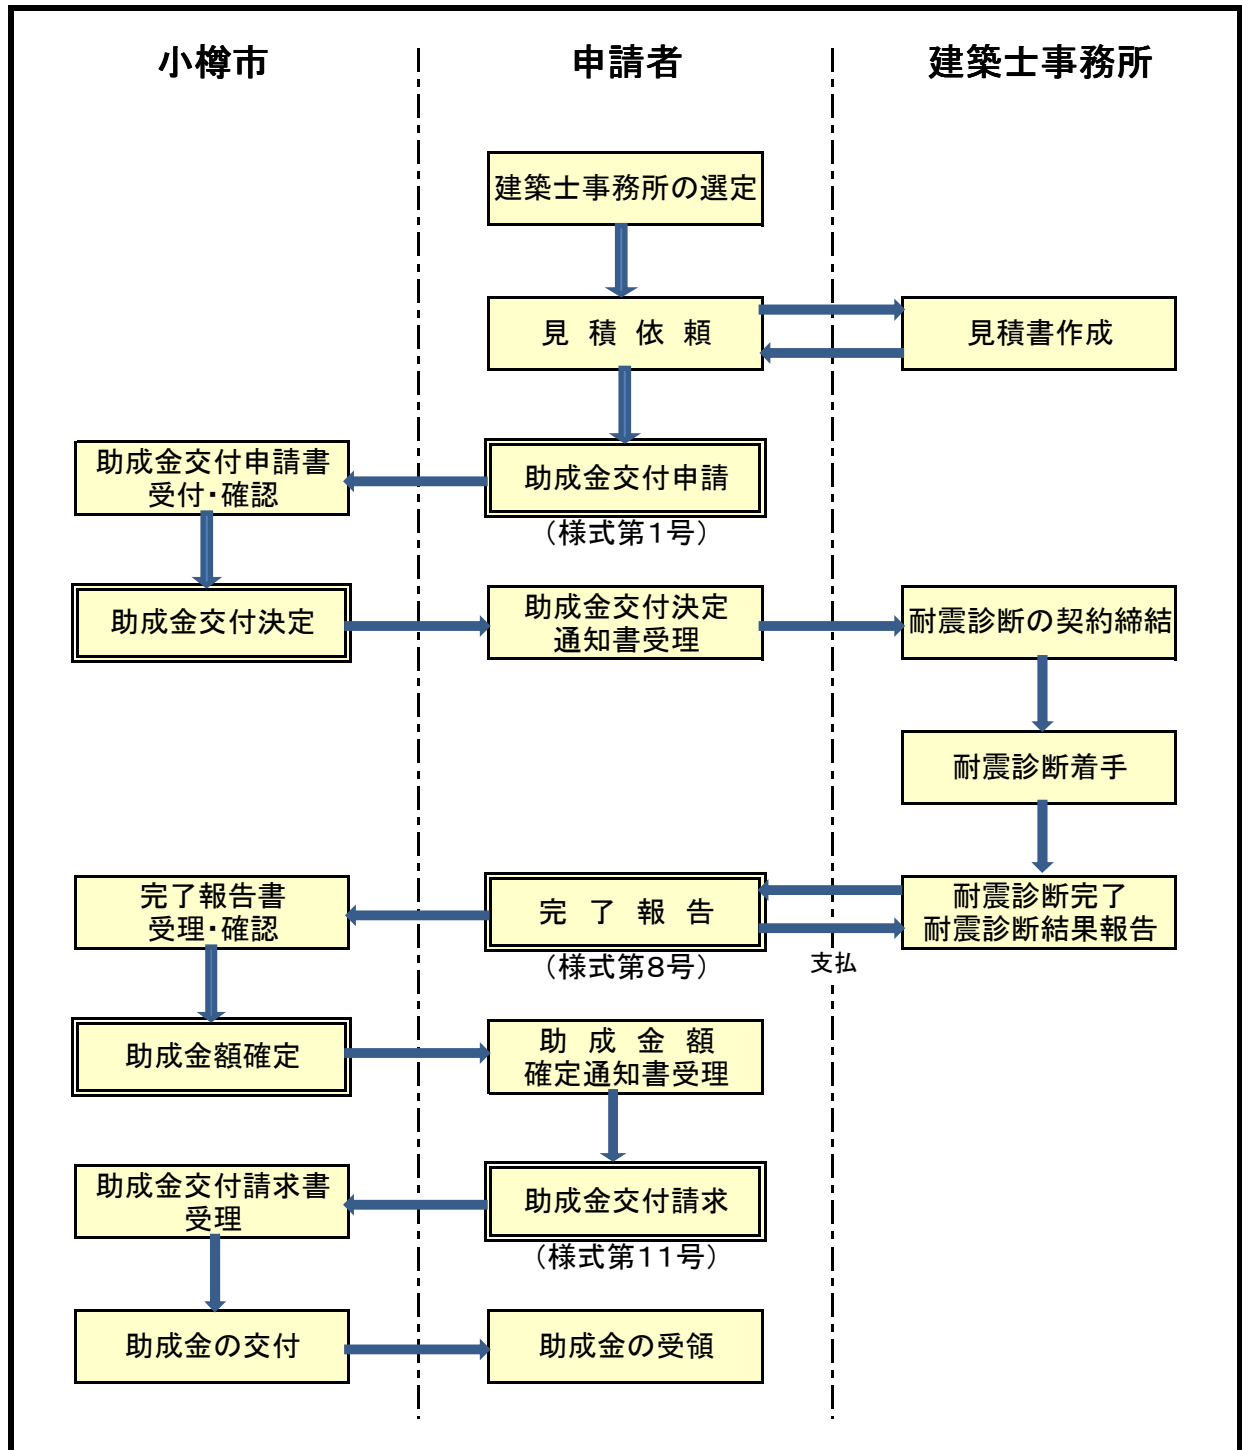 小樽市
申請者
建築士事務所
建築士事務所の選定
見 積 依 頼
見積書作成
助成金交付申請書
受付・確認
助成金交付申請
（様式第1号）
助成金交付決定
助成金交付決定
通知書受理
耐震診断の契約締結
耐震診断着手
完了報告書
受理・確認
完 了 報 告
（様式第8号）
耐震診断完了
耐震診断結果報告
支払
助成金額確定
助 成 金 額
確定通知書受理
助成金交付請求書
受理
助成金交付請求
（様式第11号）
助成金の交付
助成金の受領